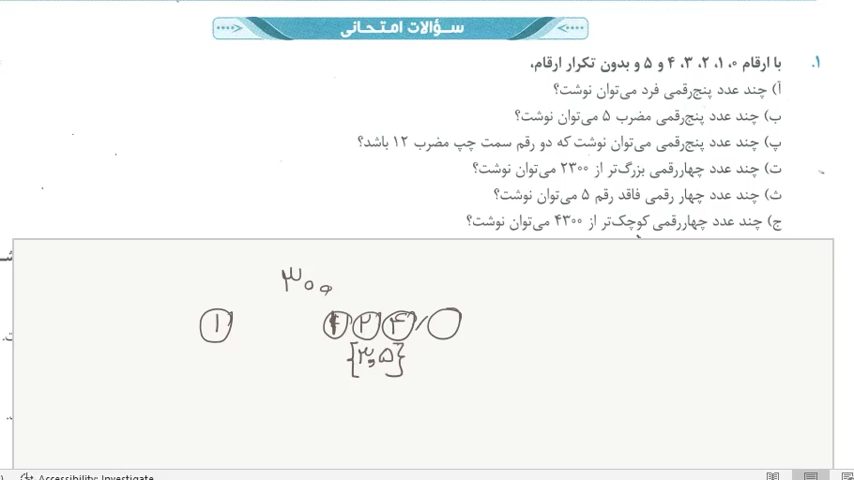 سـؤالات امتـحـانی
۱. با ارقام ۰، ۱، ۲، ۳، ۴ و ۵ و بدون تکرار ارقام،
آ) چند عدد پنج‌رقمی فرد می‌توان نوشت؟
ب) چند عدد پنج‌رقمی مضرب ۵ می‌توان نوشت؟
پ) چند عدد پنج‌رقمی می‌توان نوشت که دو رقم سمت چپ مضرب ۱۲ باشد؟
ت) چند عدد چهاررقمی بزرگ‌تر از ۲۳۰۰ می‌توان نوشت؟
ث) چند عدد چهار رقمی فاقد رقم ۵ می‌توان نوشت؟
ج) چند عدد چهاررقمی کوچک‌تر از ۴۳۰۰ می‌توان نوشت؟
۳۰۰
۱ ۲ ۴
{۳,۵}
Accessibility: Investigate